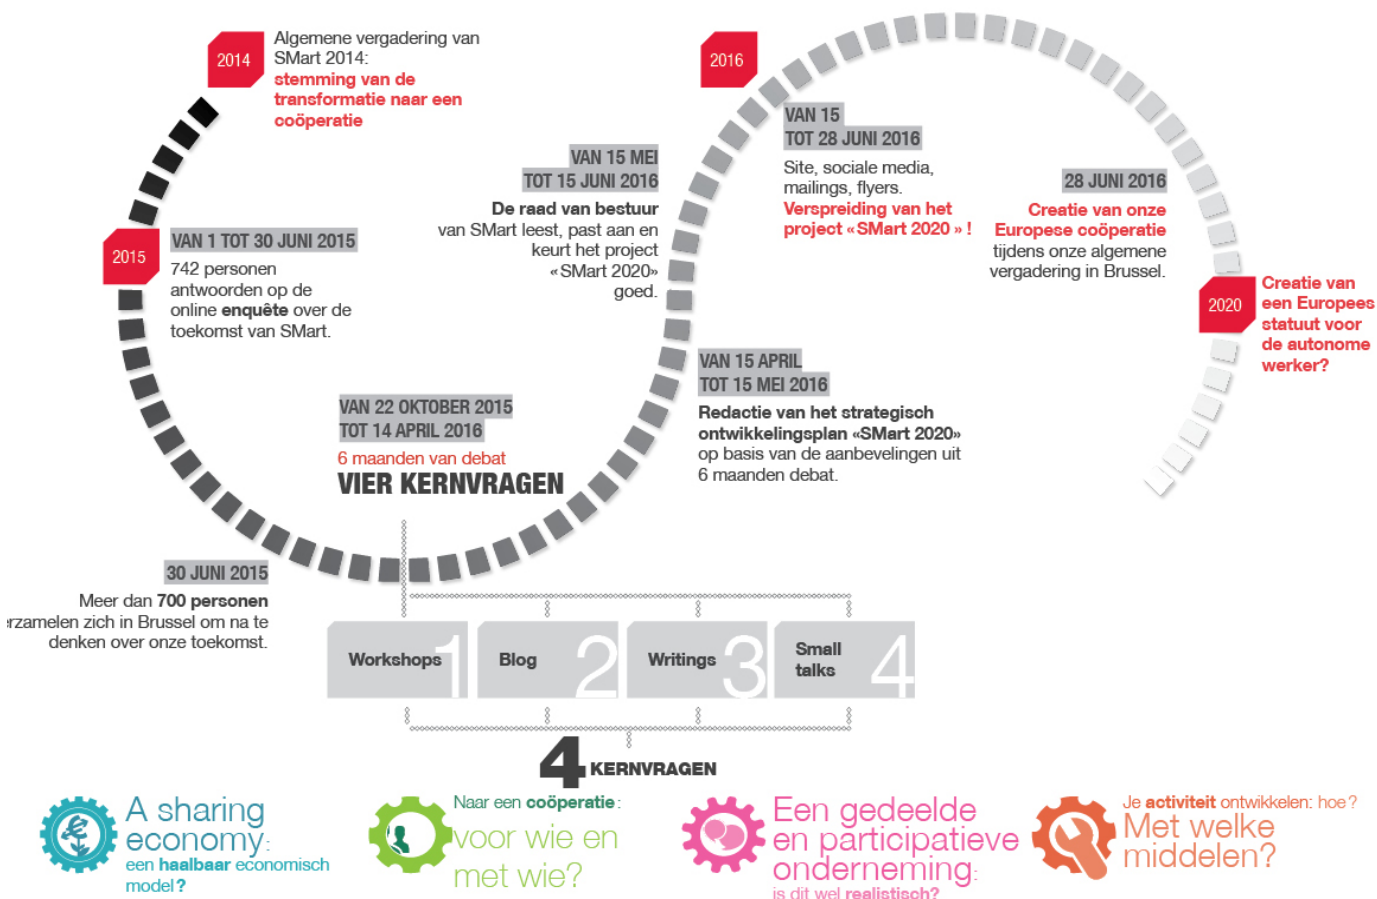 2014
Algemene vergadering van
SMart 2014:
stemming van de
transformatie naar een
coöperatie
2015
VAN 1 TOT 30 JUNI 2015
742 personen
antwoorden op de
online enquête over de
toekomst van SMart.
30 JUNI 2015
Meer dan 700 personen
erzamelen zich in Brussel om na te
denken over onze toekomst.
VAN 22 OKTOBER 2015
TOT 14 APRIL 2016
6 maanden van debat
VIER KERNVRAGEN
VAN 15 APRIL
TOT 15 MEI 2016
Redactie van het strategisch
ontwikkelingsplan «SMart 2020»
op basis van de aanbevelingen uit
6 maanden debat.
VAN 15 MEI
TOT 15 JUNI 2016
De raad van bestuur
van SMart leest, past aan en
keurt het project
«SMart 2020»
goed.
2016
VAN 15
TOT 28 JUNI 2016
Site, sociale media,
mailings, flyers.
Verspreiding van het
project «SMart 2020 » !
28 JUNI 2016
Creatie van onze
Europese coöperatie
tijdens onze algemene
vergadering in Brussel.
2020
Creatie van
een Europees
statuut voor
de autonome
werker?
Workshops 1
Blog 2
Writings 3
Small
talks 4
4 KERNVRAGEN
A sharing
economy:
een haalbaar economisch
model?
Naar een coöperatie:
voor wie en
met wie?
Een gedeelde
en participatieve
onderneming:
is dit wel realistisch?
Je activiteit ontwikkelen: hoe?
Met welke
middelen?